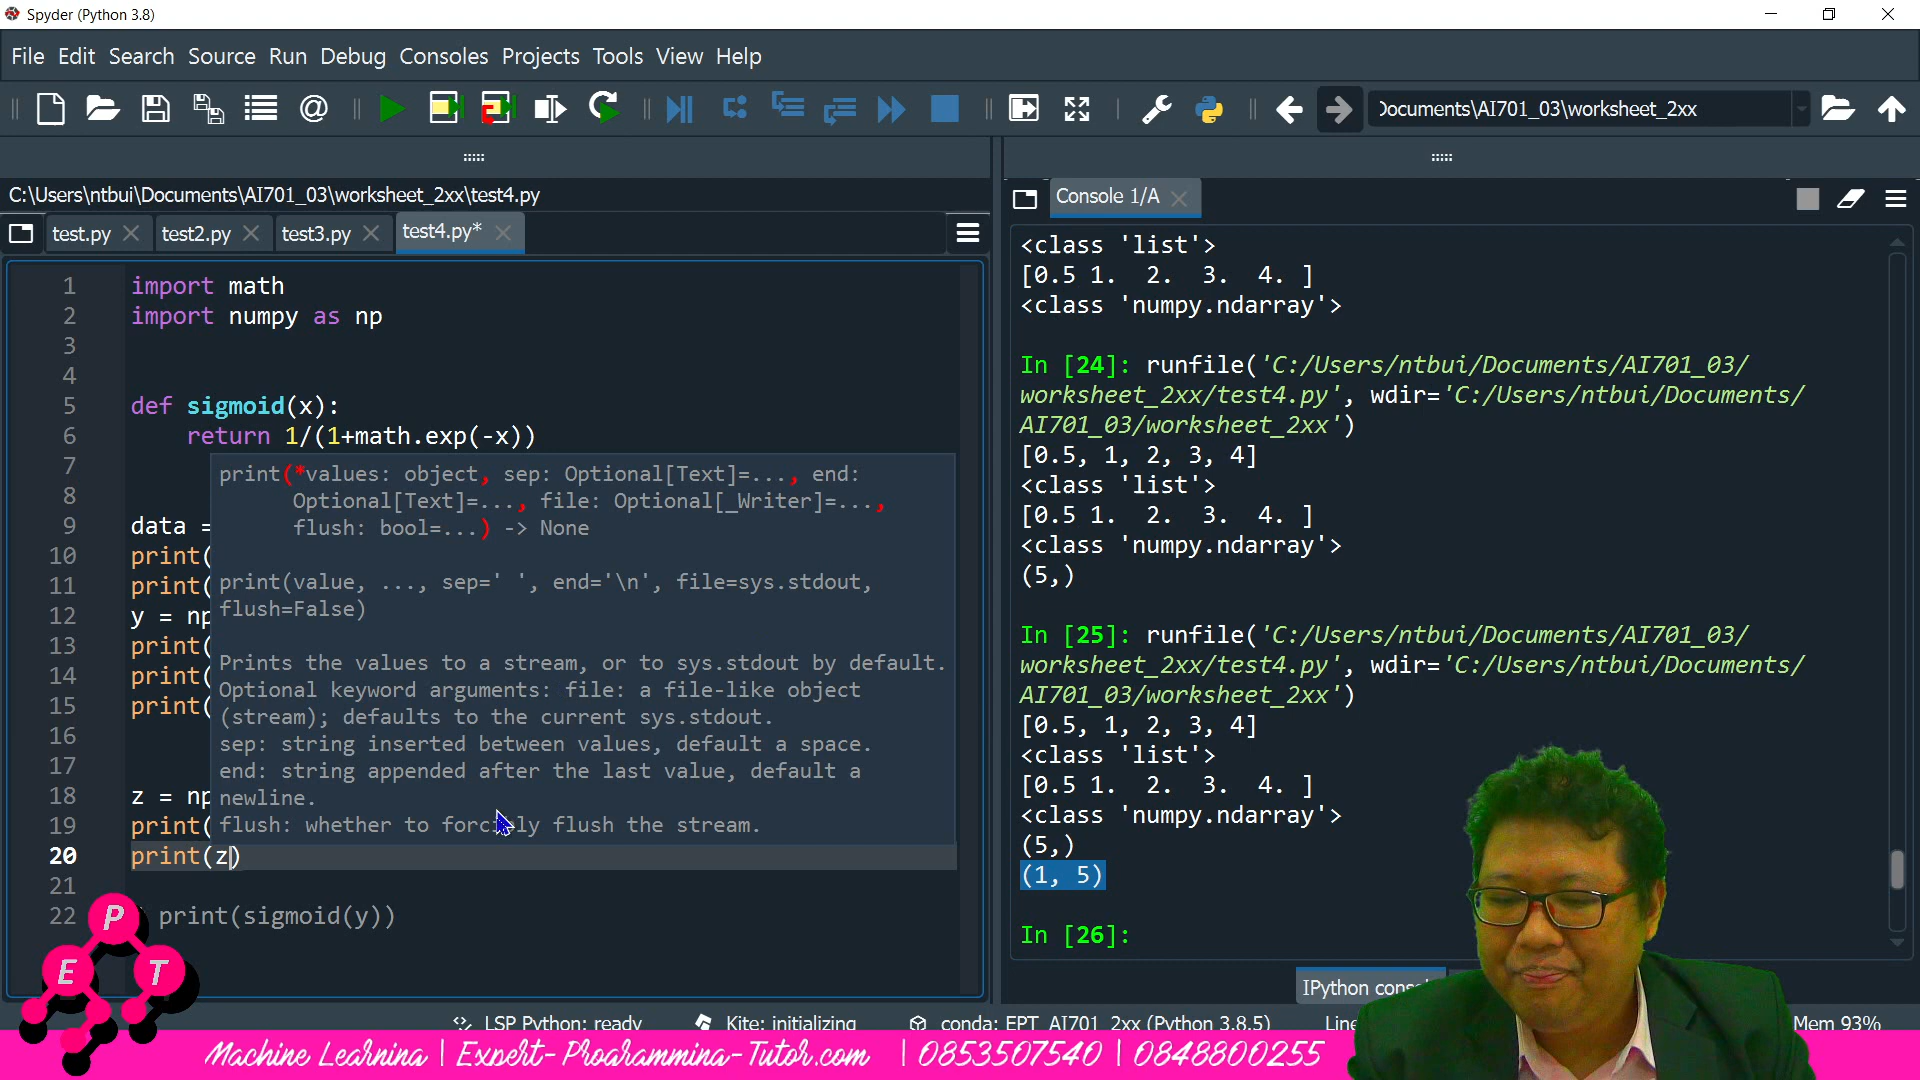 Spyder (Python 3.8)
File Edit Search Source Run Debug Consoles Projects Tools View Help
Documents\AI701_03\worksheet_2xx
C:\Users\ntbui\Documents\AI701_03\worksheet_2xx\test4.py
test.py test2.py test3.py test4.py*
1 import math
2 import numpy as np
3
4
5 def sigmoid(x):
6 return 1/(1+math.exp(-x))
7
8
9 data =
10 print(
11 print(
12 y = np
13 print(
14 print(
15 print(
16
17
18 z = np
19 print(
20 print(z)
21
22 print(sigmoid(y))
print(*values: object, sep: Optional[Text]=..., end:
Optional[Text]=..., file: Optional[_Writer]=...,
flush: bool=...) -> None
print(value, ..., sep=' ', end='\n', file=sys.stdout,
flush=False)
Prints the values to a stream, or to sys.stdout by default.
Optional keyword arguments: file: a file-like object
(stream); defaults to the current sys.stdout.
sep: string inserted between values, default a space.
end: string appended after the last value, default a
newline.
flush: whether to forcibly flush the stream.
Console 1/A
<class 'list'>
[0.5 1. 2. 3. 4. ]
<class 'numpy.ndarray'>
In [24]: runfile('C:/Users/ntbui/Documents/AI701_03/
worksheet_2xx/test4.py', wdir='C:/Users/ntbui/Documents/
AI701_03/worksheet_2xx')
[0.5, 1, 2, 3, 4]
<class 'list'>
[0.5 1. 2. 3. 4. ]
<class 'numpy.ndarray'>
(5,)
In [25]: runfile('C:/Users/ntbui/Documents/AI701_03/
worksheet_2xx/test4.py', wdir='C:/Users/ntbui/Documents/
AI701_03/worksheet_2xx')
[0.5, 1, 2, 3, 4]
<class 'list'>
[0.5 1. 2. 3. 4. ]
<class 'numpy.ndarray'>
(5,)
(1, 5)
In [26]:
IPython conso
P
E T
LSP Python: ready Kite: initializing conda: EPT_AI701_2xx (Python 3.8.5) Line Mem 93%
Machine Learning | Expert-Programming-Tutor.com | 0853507540 | 0848800255